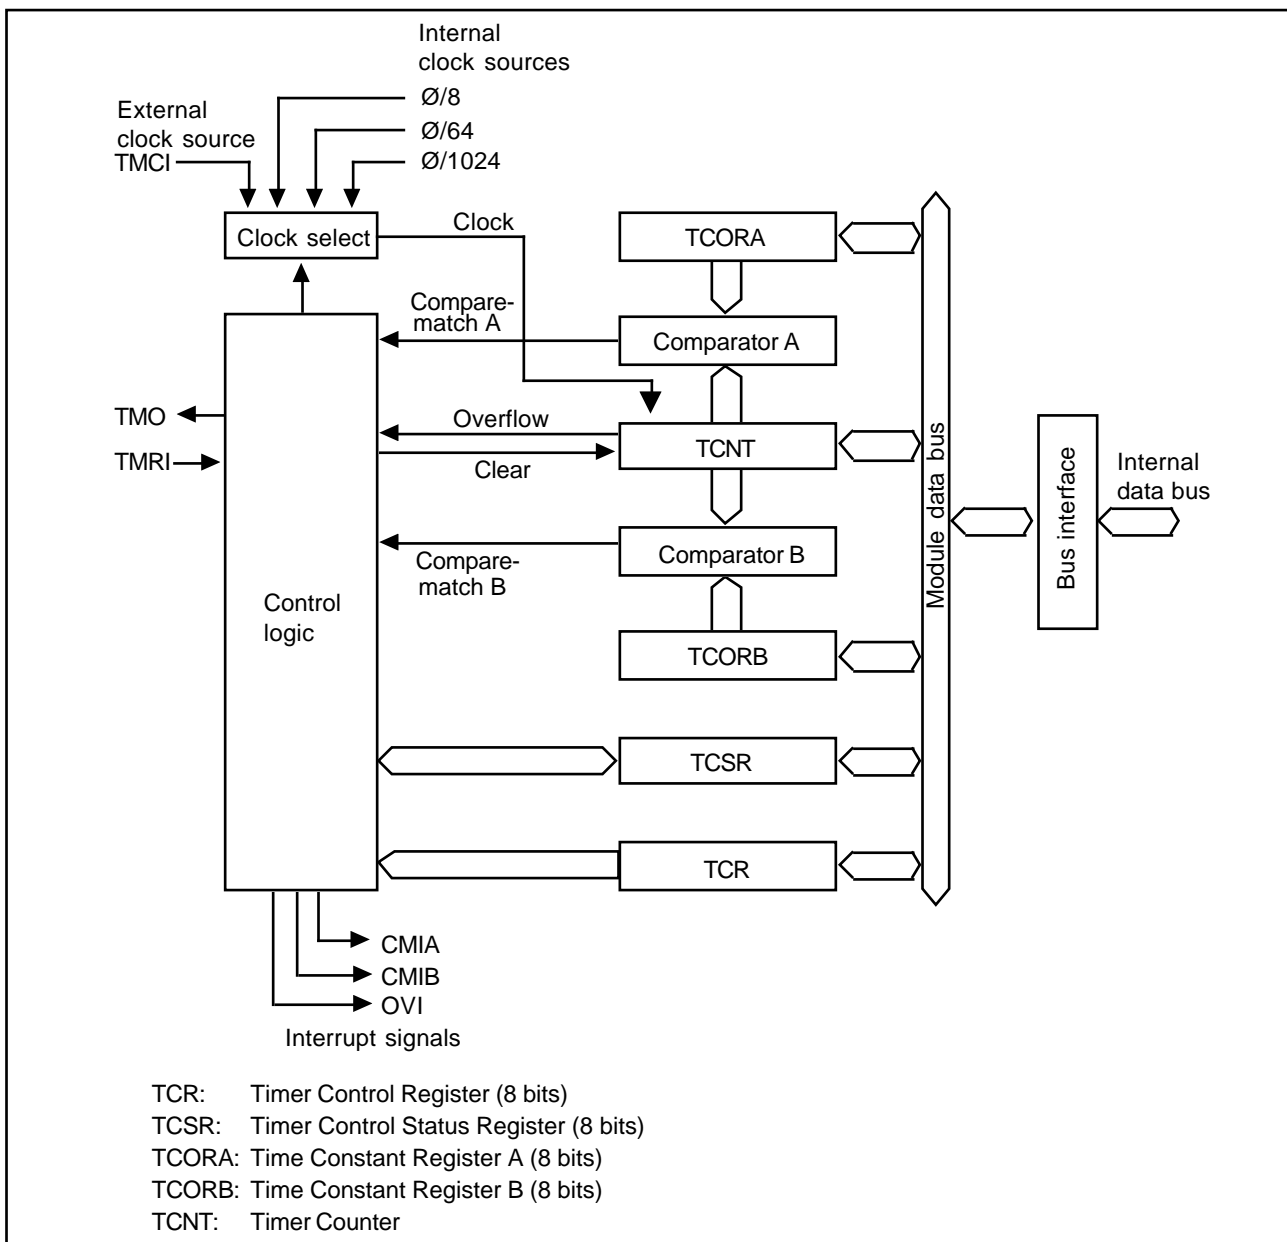 Internal
clock sources
Ø/8
External
clock source
Ø/64
TMCI
Ø/1024
Clock select
Clock
TCORA
Compare-
match A
Comparator A
TMO
Overflow
TCNT
TMRI
Clear
Module data bus
Bus interface
Internal
data bus
Compare-
match B
Comparator B
Control
logic
TCORB
TCSR
TCR
CMIA
CMIB
OVI
Interrupt signals
TCR: Timer Control Register (8 bits)
TCSR: Timer Control Status Register (8 bits)
TCORA: Time Constant Register A (8 bits)
TCORB: Time Constant Register B (8 bits)
TCNT: Timer Counter